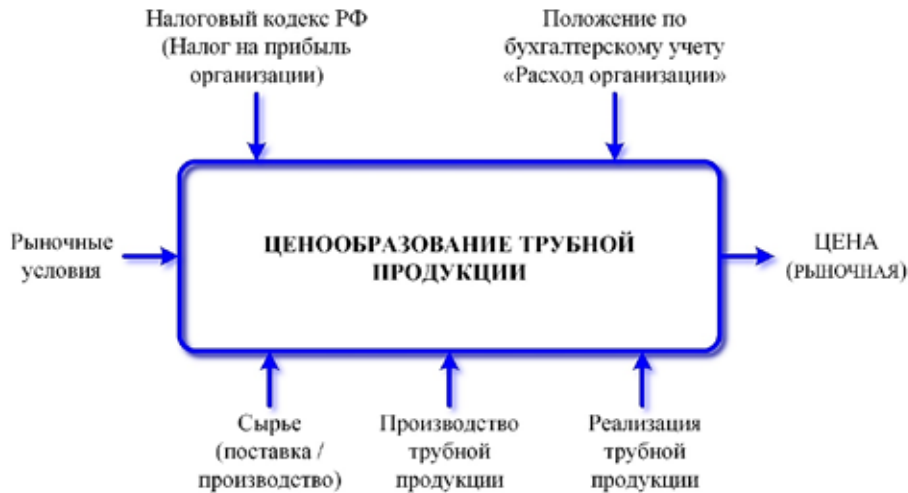 Налоговый кодекс РФ
(Налог на прибыль
организации)
Положение по
бухгалтерскому учету
«Расход организации»
Рыночные
условия
ЦЕНООБРАЗОВАНИЕ ТРУБНОЙ
ПРОДУКЦИИ
ЦЕНА
(РЫНОЧНАЯ)
Сырье
(поставка /
производство)
Производство
трубной
продукции
Реализация
трубной
продукции